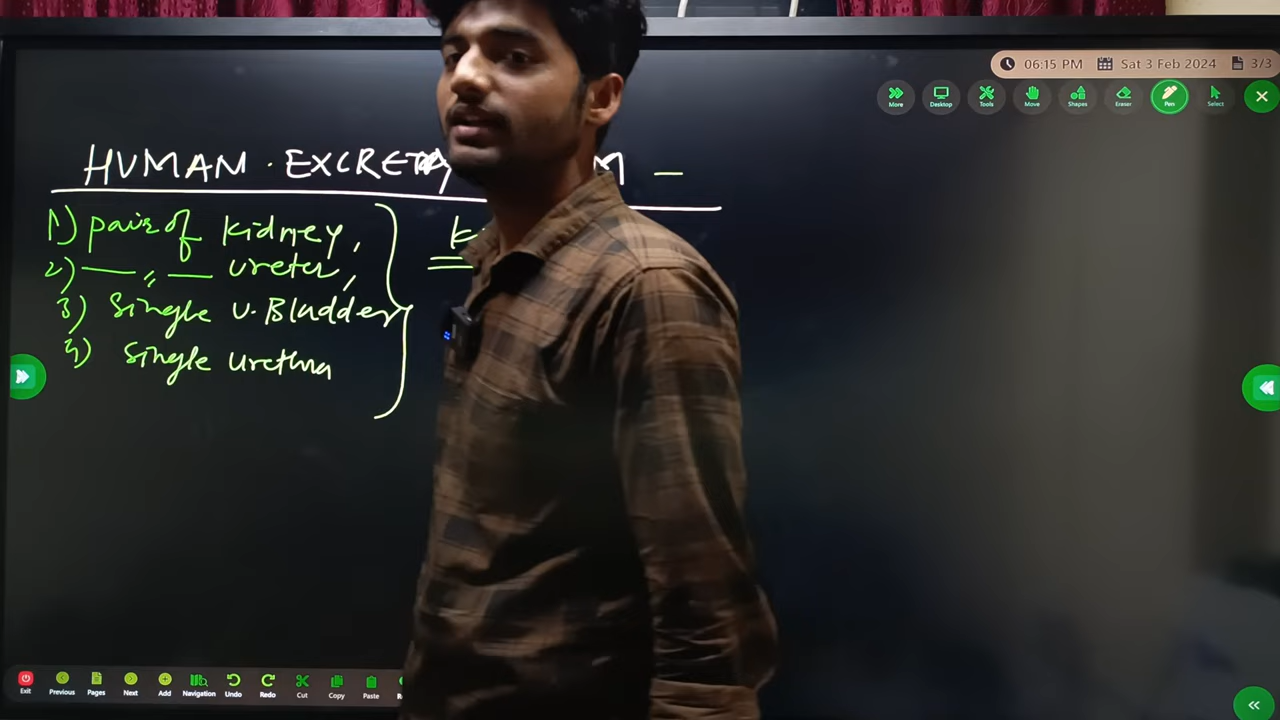 06:15 PM Sat 3 Feb 2024 3/3
More Desktop Tools Move Shapes Eraser Pen Select
HUMAN . EXCRETORY M —
1) pair of kidney,
2) — " — ureter,
3) Single U. Bladder
4) Single Urethra
K
Exit Previous Pages Next Add Navigation Undo Redo Cut Copy Paste